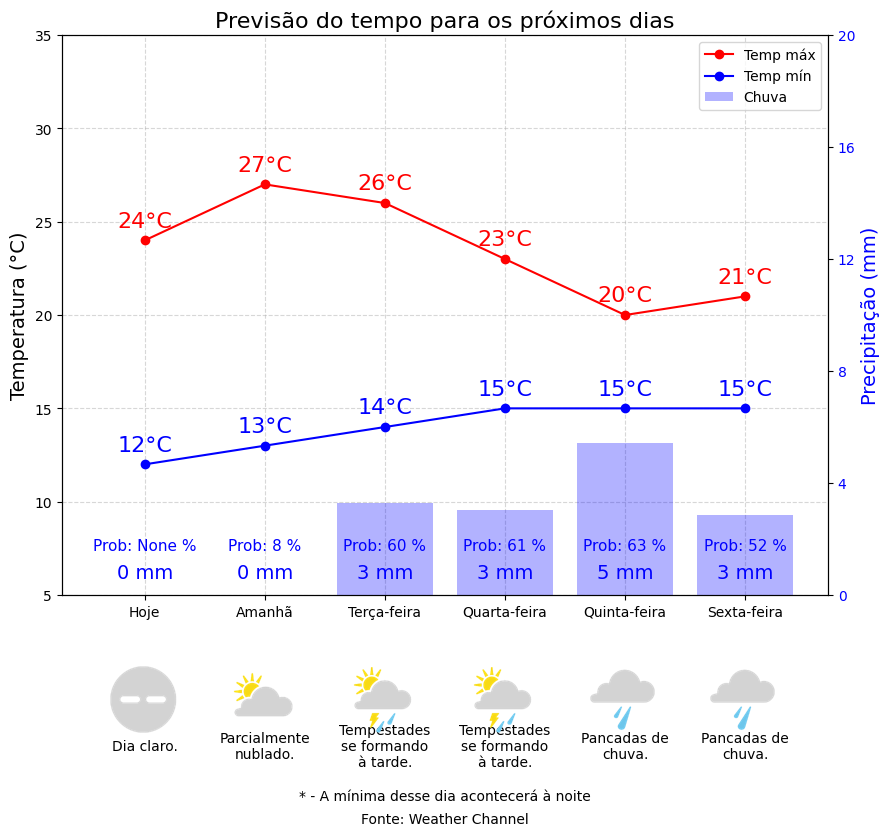 Previsão do tempo para os próximos dias
Temp máx
Temp mín
Chuva
Temperatura (°C)
Precipitação (mm)
35
30
25
20
15
10
5
20
16
12
8
4
0
24°C
27°C
26°C
23°C
20°C
21°C
12°C
13°C
14°C
15°C
15°C
15°C
Prob: None %
Prob: 8 %
Prob: 60 %
Prob: 61 %
Prob: 63 %
Prob: 52 %
0 mm
0 mm
3 mm
3 mm
5 mm
3 mm
Hoje
Amanhã
Terça-feira
Quarta-feira
Quinta-feira
Sexta-feira
Dia claro.
Parcialmente
nublado.
Tempestades
se formando
à tarde.
Tempestades
se formando
à tarde.
Pancadas de
chuva.
Pancadas de
chuva.
* - A mínima desse dia acontecerá à noite
Fonte: Weather Channel